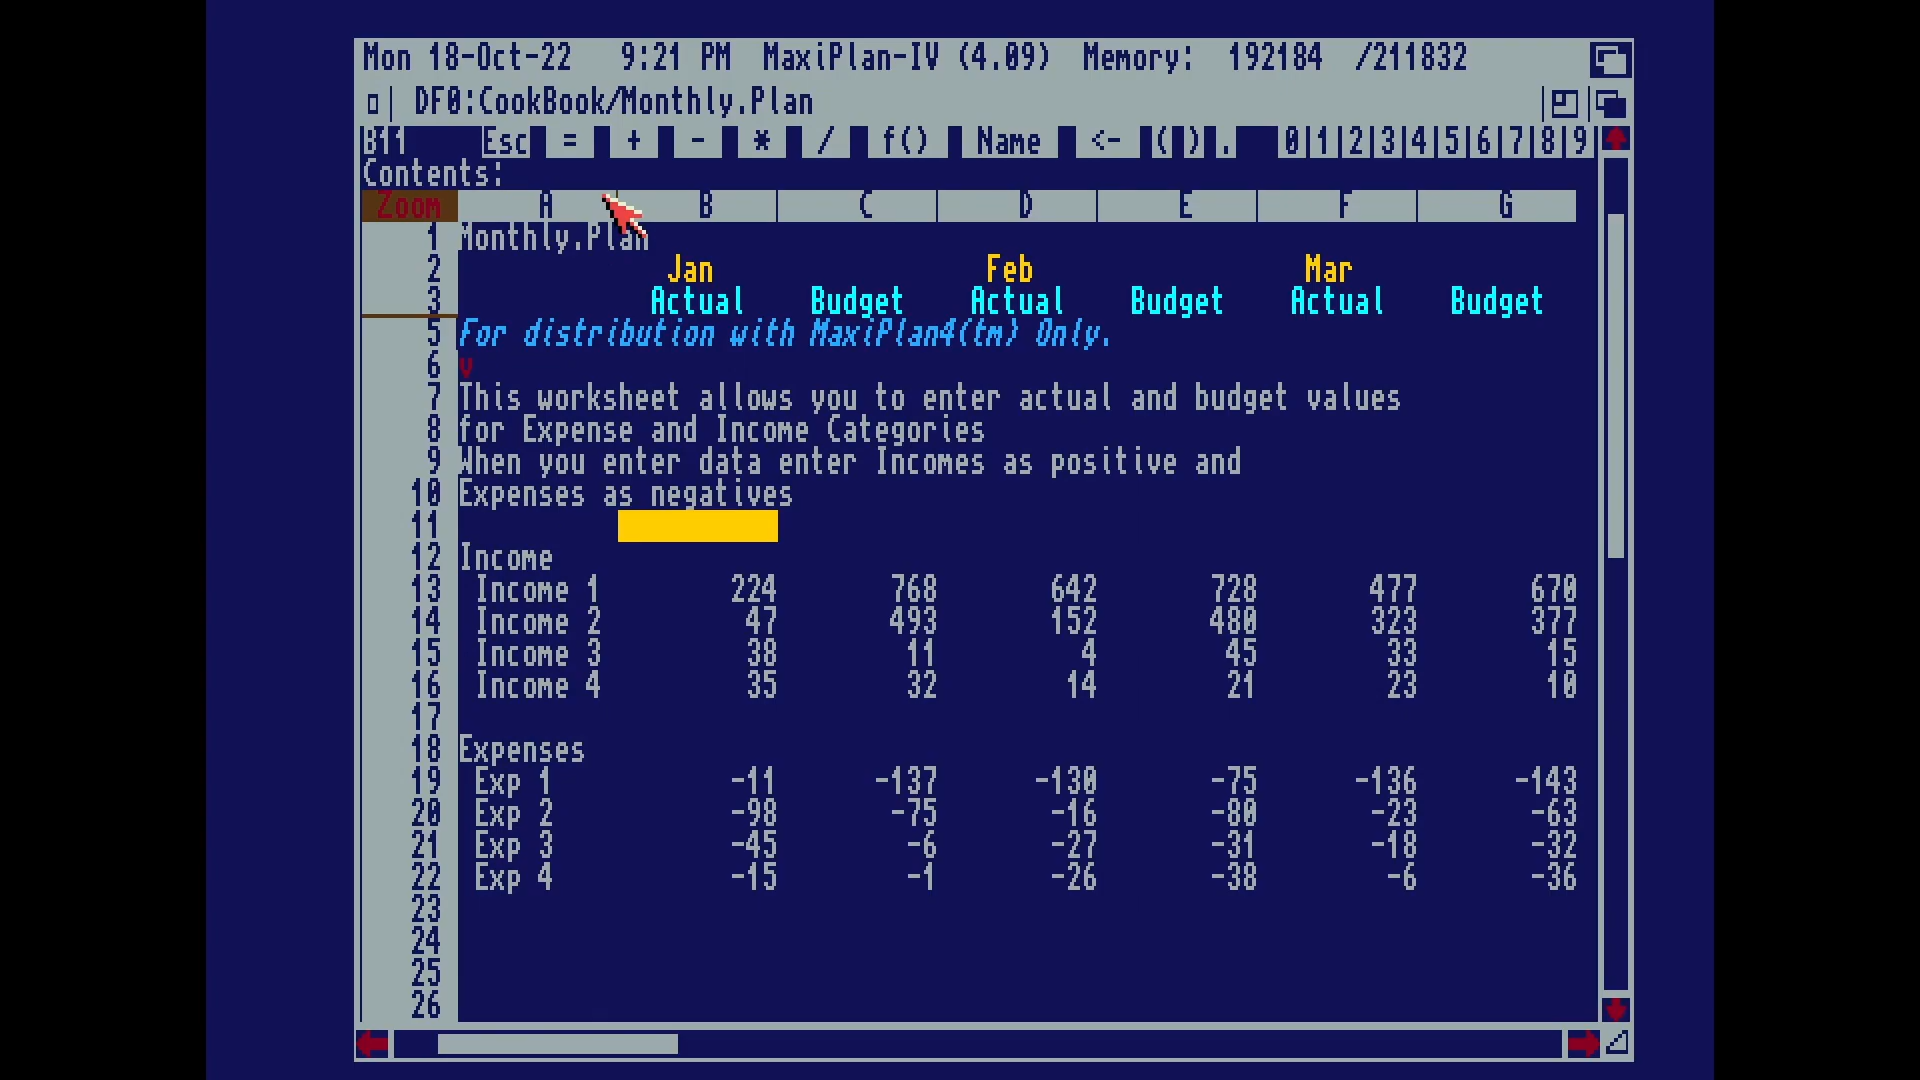 Mon 18-Oct-22 9:21 PM MaxiPlan-IV (4.09) Memory: 192184 /211832
DF0:CookBook/Monthly.Plan
B11 Esc = + - * / f() Name <- ( ) . 0 1 2 3 4 5 6 7 8 9
Contents:
Zoom A B C D E F G
1 Monthly.Plan
2 Jan Feb Mar
3 Actual Budget Actual Budget Actual Budget
5 For distribution with MaxiPlan4(tm) Only.
6 v
7 This worksheet allows you to enter actual and budget values
8 for Expense and Income Categories
9 When you enter data enter Incomes as positive and
10 Expenses as negatives
11
12 Income
13 Income 1 224 768 642 728 477 670
14 Income 2 47 493 152 480 323 377
15 Income 3 38 11 4 45 33 15
16 Income 4 35 32 14 21 23 10
17
18 Expenses
19 Exp 1 -11 -137 -130 -75 -136 -143
20 Exp 2 -98 -75 -16 -80 -23 -63
21 Exp 3 -45 -6 -27 -31 -18 -32
22 Exp 4 -15 -1 -26 -38 -6 -36
23
24
25
26